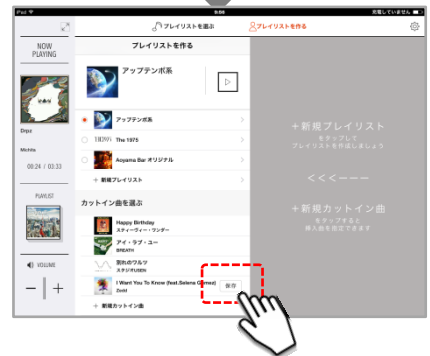 iPad
9:06
充電していません
プレイリストを選ぶ
プレイリストを作る
NOW
PLAYING
Dripz
Michita
00:24 / 03:33
PLAYLIST
VOLUME
プレイリストを作る
アップテンポ系
アップテンポ系
The 1975
Aoyama Bar オリジナル
+ 新規プレイリスト
カットイン曲を選ぶ
Happy Birthday
スティーヴィー・ワンダー
アイ・ラブ・ユー
BREATH
別れのワルツ
スタジオUSEN
I Want You To Know (feat.Selena Gomez)
Zedd
保存
+ 新規カットイン曲
+新規プレイリスト
をタップして
プレイリストを作成しましょう
<<<---
+新規カットイン曲
をタップすると
挿入曲を指定できます